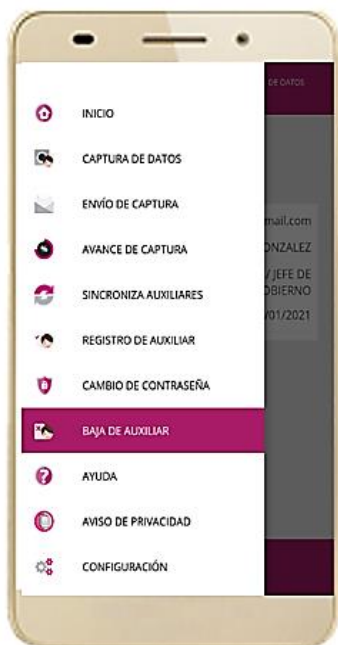 DE DATOS
INICIO
CAPTURA DE DATOS
ENVÍO DE CAPTURA
mail.com
AVANCE DE CAPTURA
ONZALEZ
/ JEFE DE
SINCRONIZA AUXILIARES
OBIERNO
/01/2021
REGISTRO DE AUXILIAR
CAMBIO DE CONTRASEÑA
BAJA DE AUXILIAR
AYUDA
AVISO DE PRIVACIDAD
CONFIGURACIÓN